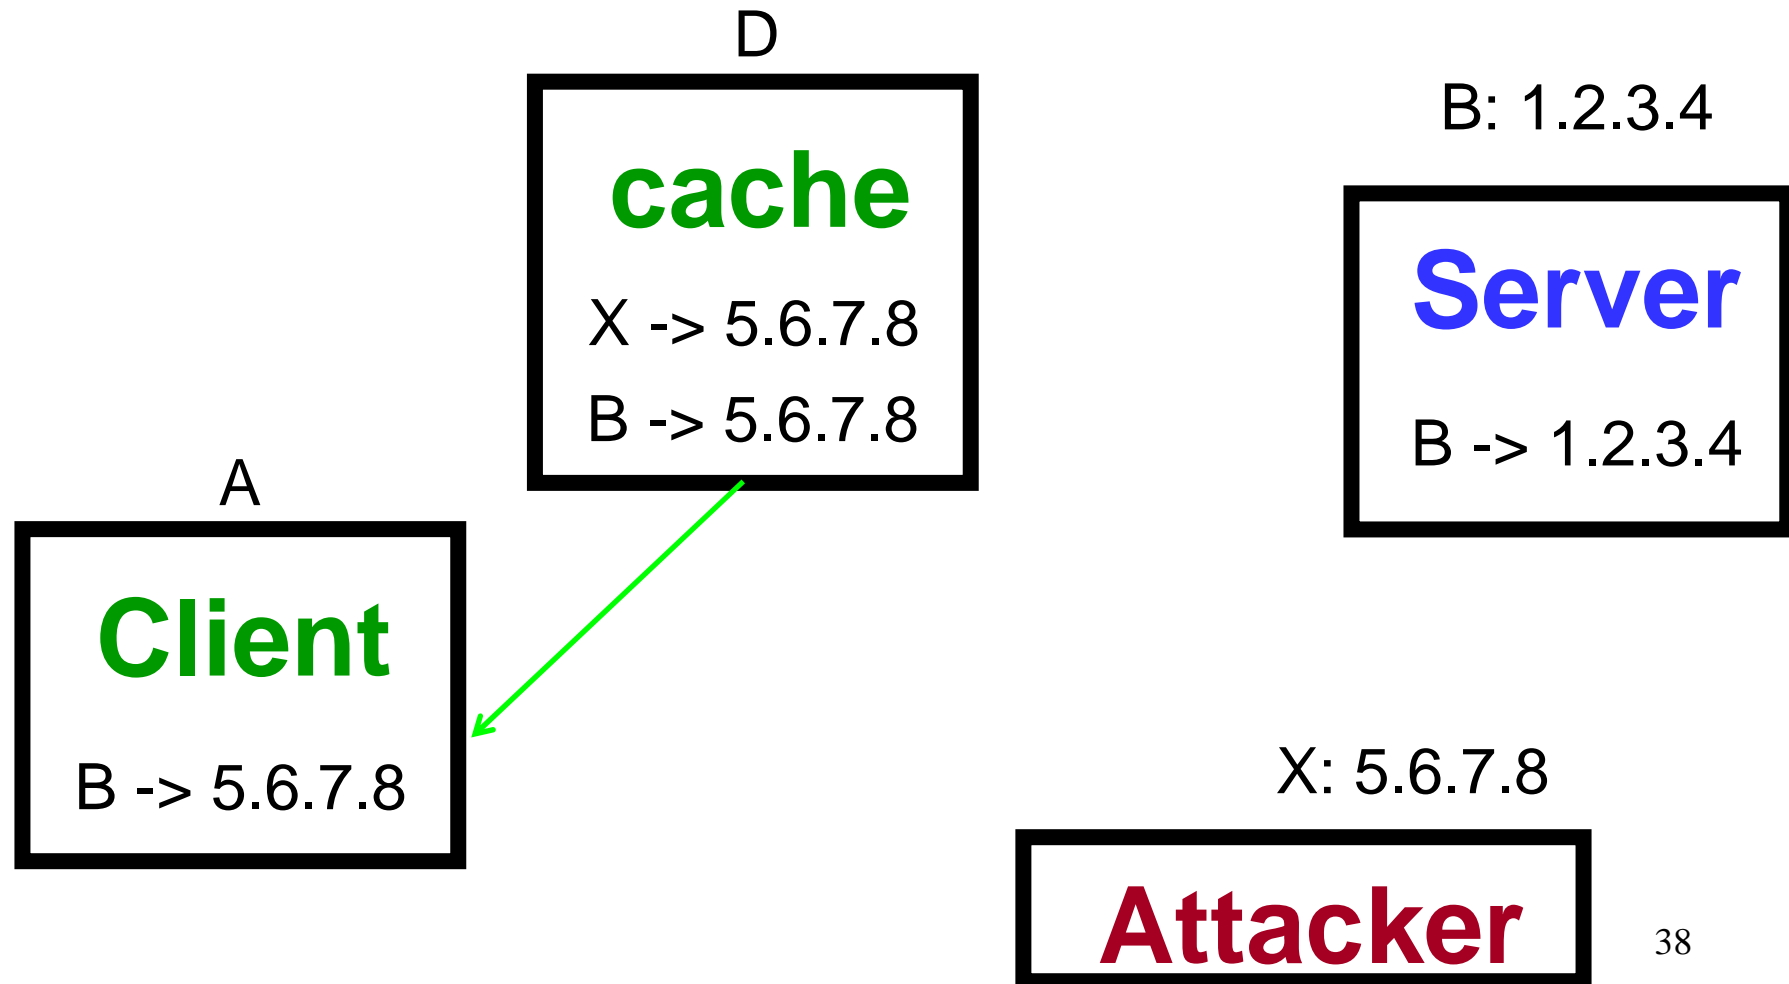 D
cache
X -> 5.6.7.8
B -> 5.6.7.8
B: 1.2.3.4
Server
B -> 1.2.3.4
A
Client
B -> 5.6.7.8
X: 5.6.7.8
Attacker
38